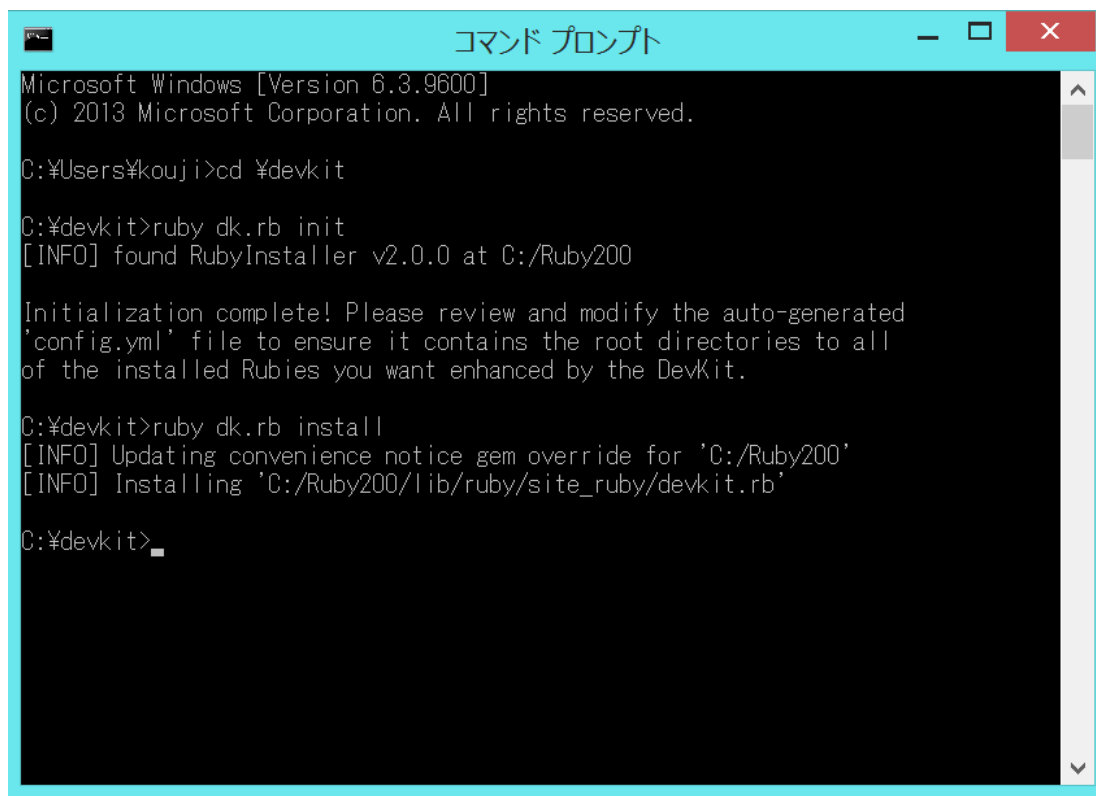 コマンド プロンプト
Microsoft Windows [Version 6.3.9600]
(c) 2013 Microsoft Corporation. All rights reserved.
C:¥Users¥kouji>cd ¥devkit
C:¥devkit>ruby dk.rb init
[INFO] found RubyInstaller v2.0.0 at C:/Ruby200
Initialization complete! Please review and modify the auto-generated
'config.yml' file to ensure it contains the root directories to all
of the installed Rubies you want enhanced by the DevKit.
C:¥devkit>ruby dk.rb install
[INFO] Updating convenience notice gem override for 'C:/Ruby200'
[INFO] Installing 'C:/Ruby200/lib/ruby/site_ruby/devkit.rb'
C:¥devkit>